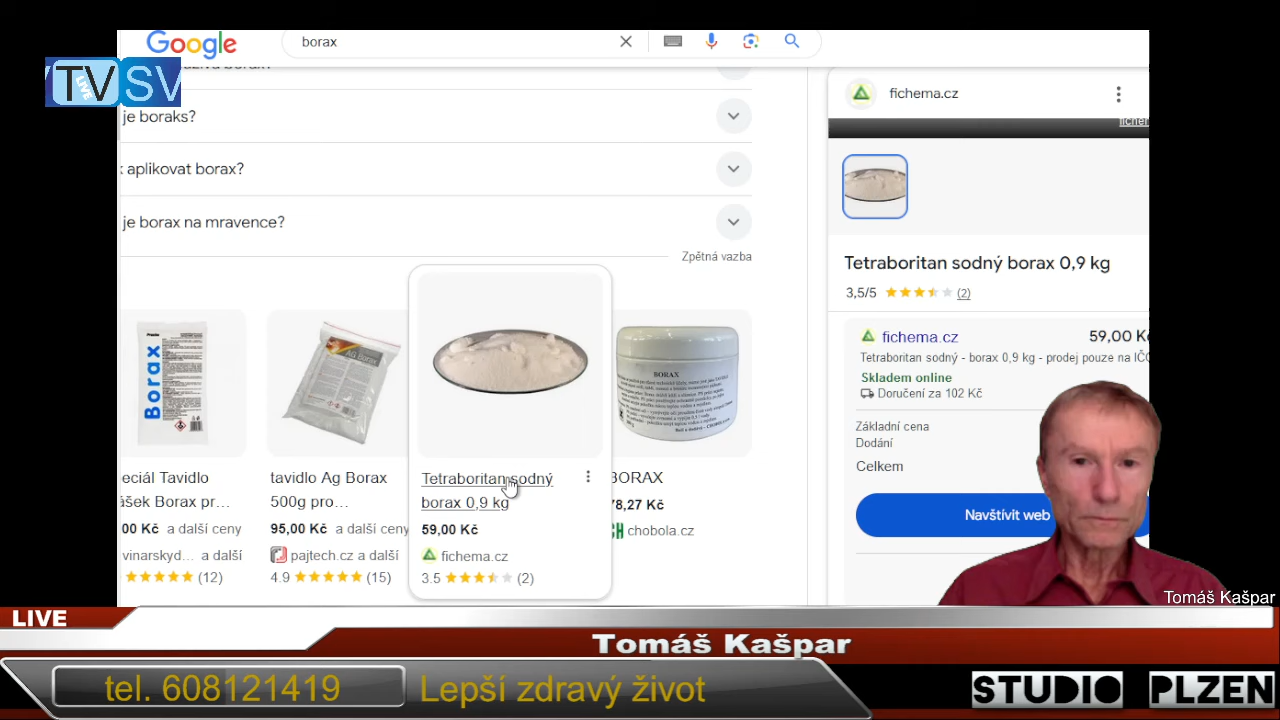 Google
borax
TVSV
LIVE
je boraks?
aplikovat borax?
je borax na mravence?
Zpětná vazba
fichema.cz
Tetraboritan sodný borax 0,9 kg
3,5/5 (2)
fichema.cz 59,00 Kč
Tetraboritan sodný - borax 0,9 kg - prodej pouze na IČO
Skladem online
Doručení za 102 Kč
Základní cena
Dodání
Celkem
Navštívit web
Borax
BORAX
eciál Tavidlo
ášek Borax pr...
00 Kč a další ceny
vinarskyd... a další
(12)
tavidlo Ag Borax
500g pro
95,00 Kč a další ceny
pajtech.cz a další
4.9 (15)
Tetraboritan sodný
borax 0,9 kg
59,00 Kč
fichema.cz
3.5 (2)
BORAX
78,27 Kč
chobola.cz
Tomáš Kašpar
LIVE
Tomáš Kašpar
tel. 608121419
Lepší zdravý život
STUDIO PLZEN